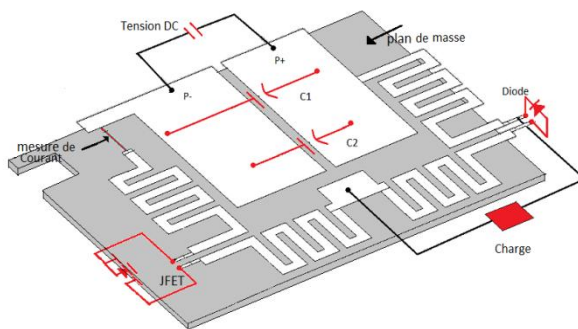 Tension DC
plan de masse
P+
P-
C1
Diode
C2
mesure de
Courant
Charge
JFET